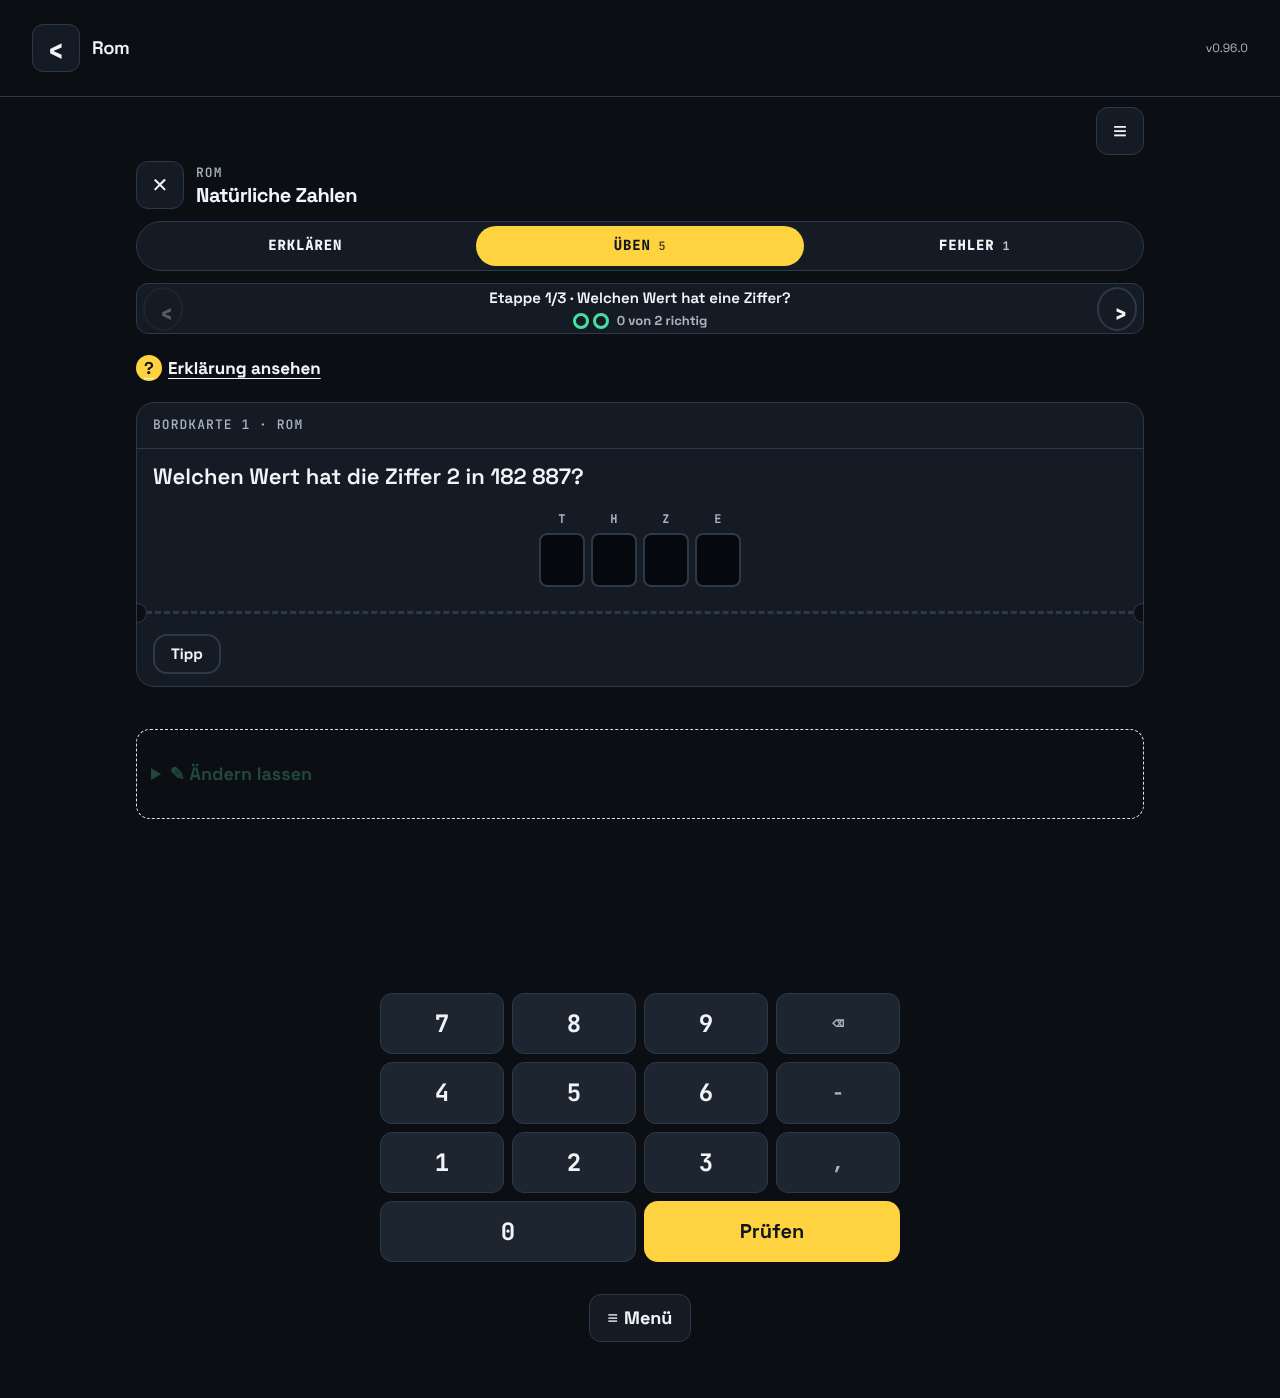 < Rom
v0.96.0
≡
✕
ROM
Natürliche Zahlen
ERKLÄREN
ÜBEN 5
FEHLER 1
<
Etappe 1/3 · Welchen Wert hat eine Ziffer?
0 von 2 richtig
>
? Erklärung ansehen
BORDKARTE 1 · ROM
Welchen Wert hat die Ziffer 2 in 182 887?
T H Z E
Tipp
▶ ✎ Ändern lassen
7 8 9 ⌫
4 5 6 -
1 2 3 ,
0 Prüfen
≡ Menü